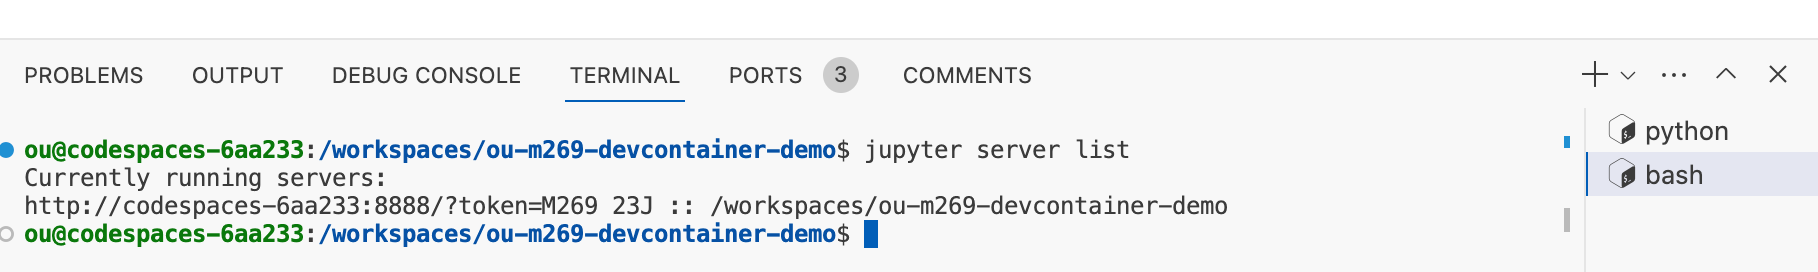 PROBLEMS OUTPUT DEBUG CONSOLE TERMINAL PORTS 3 COMMENTS
ou@codespaces-6aa233:/workspaces/ou-m269-devcontainer-demo$ jupyter server list
Currently running servers:
http://codespaces-6aa233:8888/?token=M269 23J :: /workspaces/ou-m269-devcontainer-demo
ou@codespaces-6aa233:/workspaces/ou-m269-devcontainer-demo$
python
bash